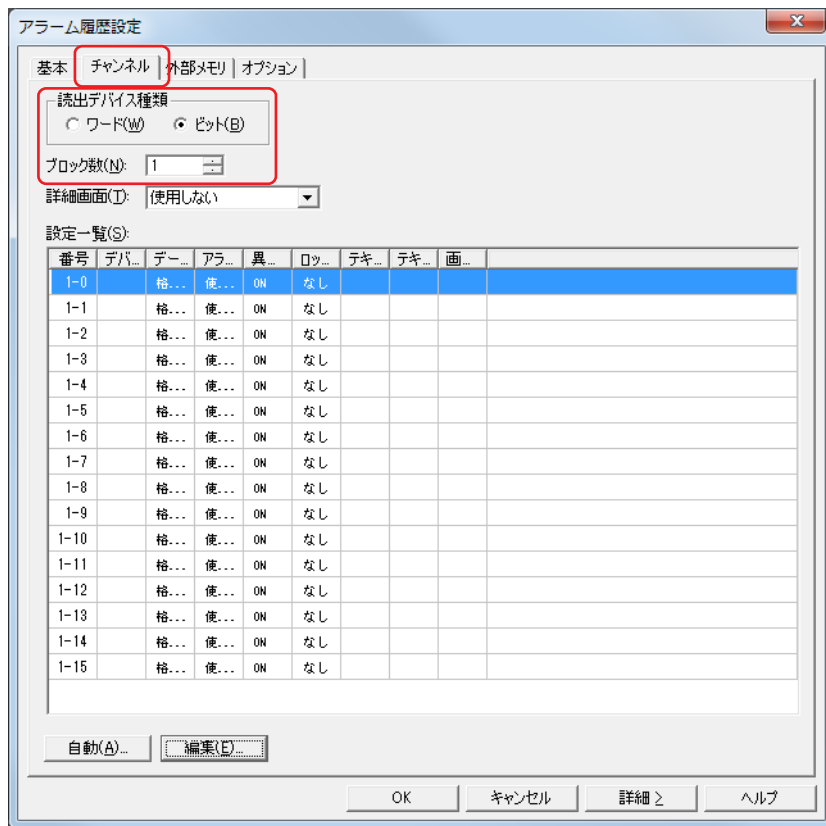 アラーム履歴設定
基本 チャンネル 外部メモリ オプション
読出デバイス種類
ワード(W) ビット(B)
ブロック数(N): 1
詳細画面(T): 使用しない
設定一覧(S):
番号 デバ... デー... アラ... 異... ロッ... テキ... テキ... 画...
1-0 格... 使... ON なし
1-1 格... 使... ON なし
1-2 格... 使... ON なし
1-3 格... 使... ON なし
1-4 格... 使... ON なし
1-5 格... 使... ON なし
1-6 格... 使... ON なし
1-7 格... 使... ON なし
1-8 格... 使... ON なし
1-9 格... 使... ON なし
1-10 格... 使... ON なし
1-11 格... 使... ON なし
1-12 格... 使... ON なし
1-13 格... 使... ON なし
1-14 格... 使... ON なし
1-15 格... 使... ON なし
自動(A)... 編集(E)...
OK キャンセル 詳細 > ヘルプ